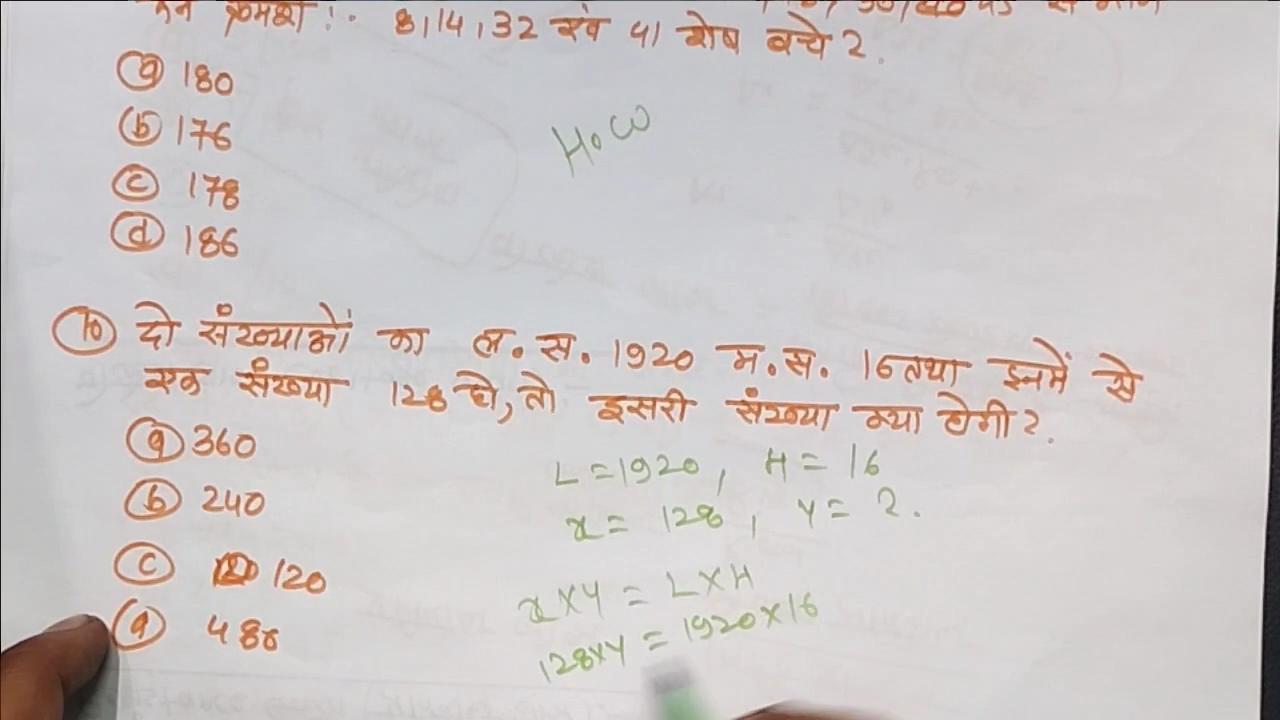 क्रमशः 8,14,32 एवं 41 शेष बचे?
(a) 180
(b) 176
(c) 178
(d) 186
H.W
(10) दो संख्याओं का ल.स. 1920 म.स. 16 तथा इनमें से
एक संख्या 128 हो, तो दूसरी संख्या क्या होगी?
(a) 360
(b) 240
(c) 120
(d) 480
L = 1920, H = 16
x = 128, Y = ?.
x × Y = L × H
128 × Y = 1920 × 16